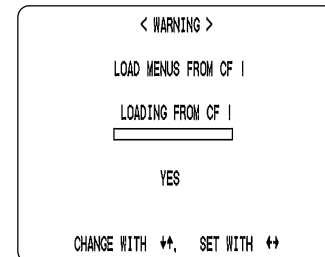 < WARNING >
LOAD MENUS FROM CF !
LOADING FROM CF !
YES
CHANGE WITH ↓↑, SET WITH ←→